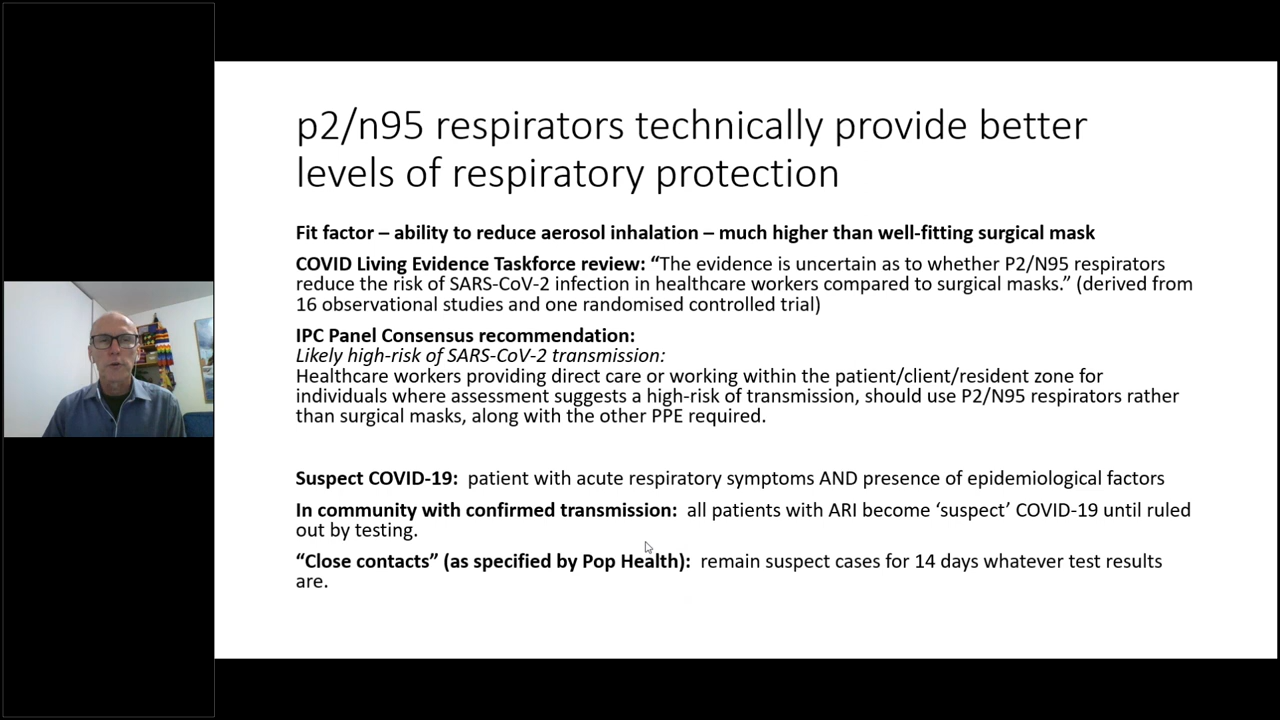 p2/n95 respirators technically provide better
levels of respiratory protection
Fit factor – ability to reduce aerosol inhalation – much higher than well-fitting surgical mask
COVID Living Evidence Taskforce review: “The evidence is uncertain as to whether P2/N95 respirators
reduce the risk of SARS-CoV-2 infection in healthcare workers compared to surgical masks.” (derived from
16 observational studies and one randomised controlled trial)
IPC Panel Consensus recommendation:
Likely high-risk of SARS-CoV-2 transmission:
Healthcare workers providing direct care or working within the patient/client/resident zone for
individuals where assessment suggests a high-risk of transmission, should use P2/N95 respirators rather
than surgical masks, along with the other PPE required.
Suspect COVID-19:  patient with acute respiratory symptoms AND presence of epidemiological factors
In community with confirmed transmission:  all patients with ARI become ‘suspect’ COVID-19 until ruled
out by testing.
“Close contacts” (as specified by Pop Health):  remain suspect cases for 14 days whatever test results
are.